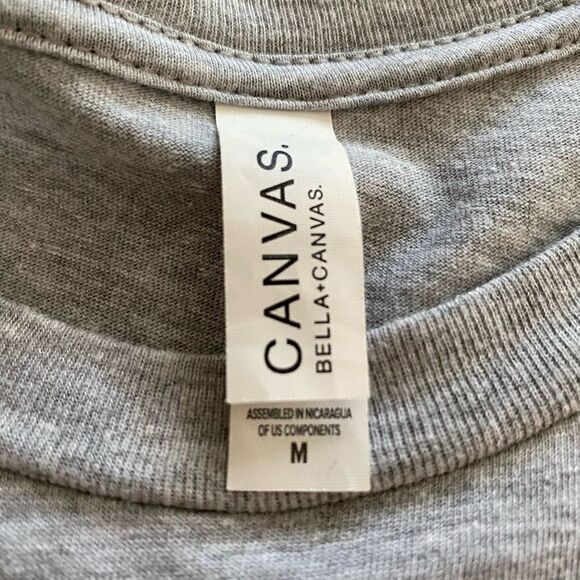 CANVAS.
BELLA+CANVAS.
ASSEMBLED IN NICARAGUA
OF US COMPONENTS
M